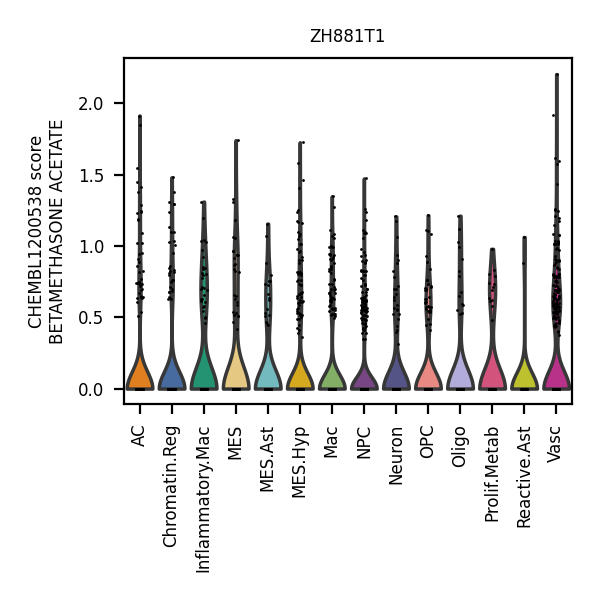 ZH881T1
CHEMBL1200538 score
BETAMETHASONE ACETATE
2.0
1.5
1.0
0.5
0.0
AC
Chromatin.Reg
Inflammatory.Mac
MES
MES.Ast
MES.Hyp
Mac
NPC
Neuron
OPC
Oligo
Prolif.Metab
Reactive.Ast
Vasc